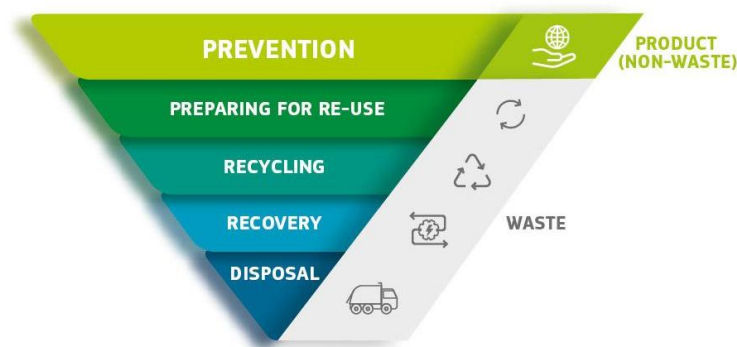 PREVENTION
PRODUCT
(NON-WASTE)
PREPARING FOR RE-USE
RECYCLING
RECOVERY
WASTE
DISPOSAL